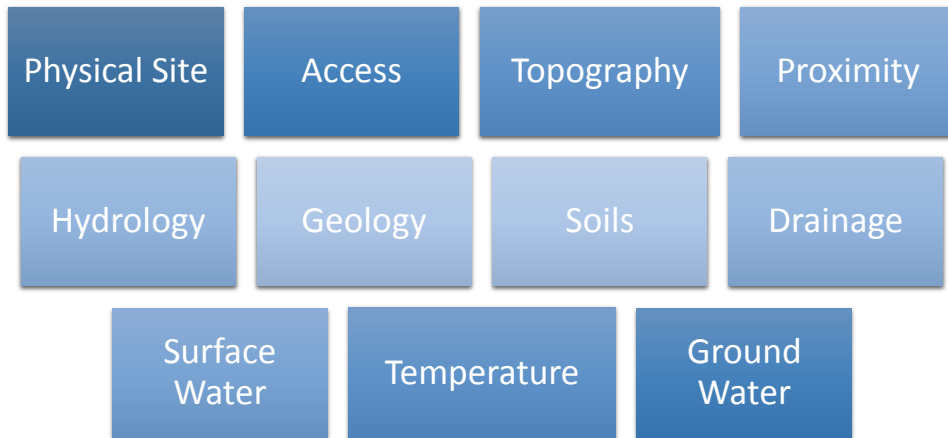 Physical Site
Access
Topography
Proximity
Hydrology
Geology
Soils
Drainage
Surface
Water
Temperature
Ground
Water